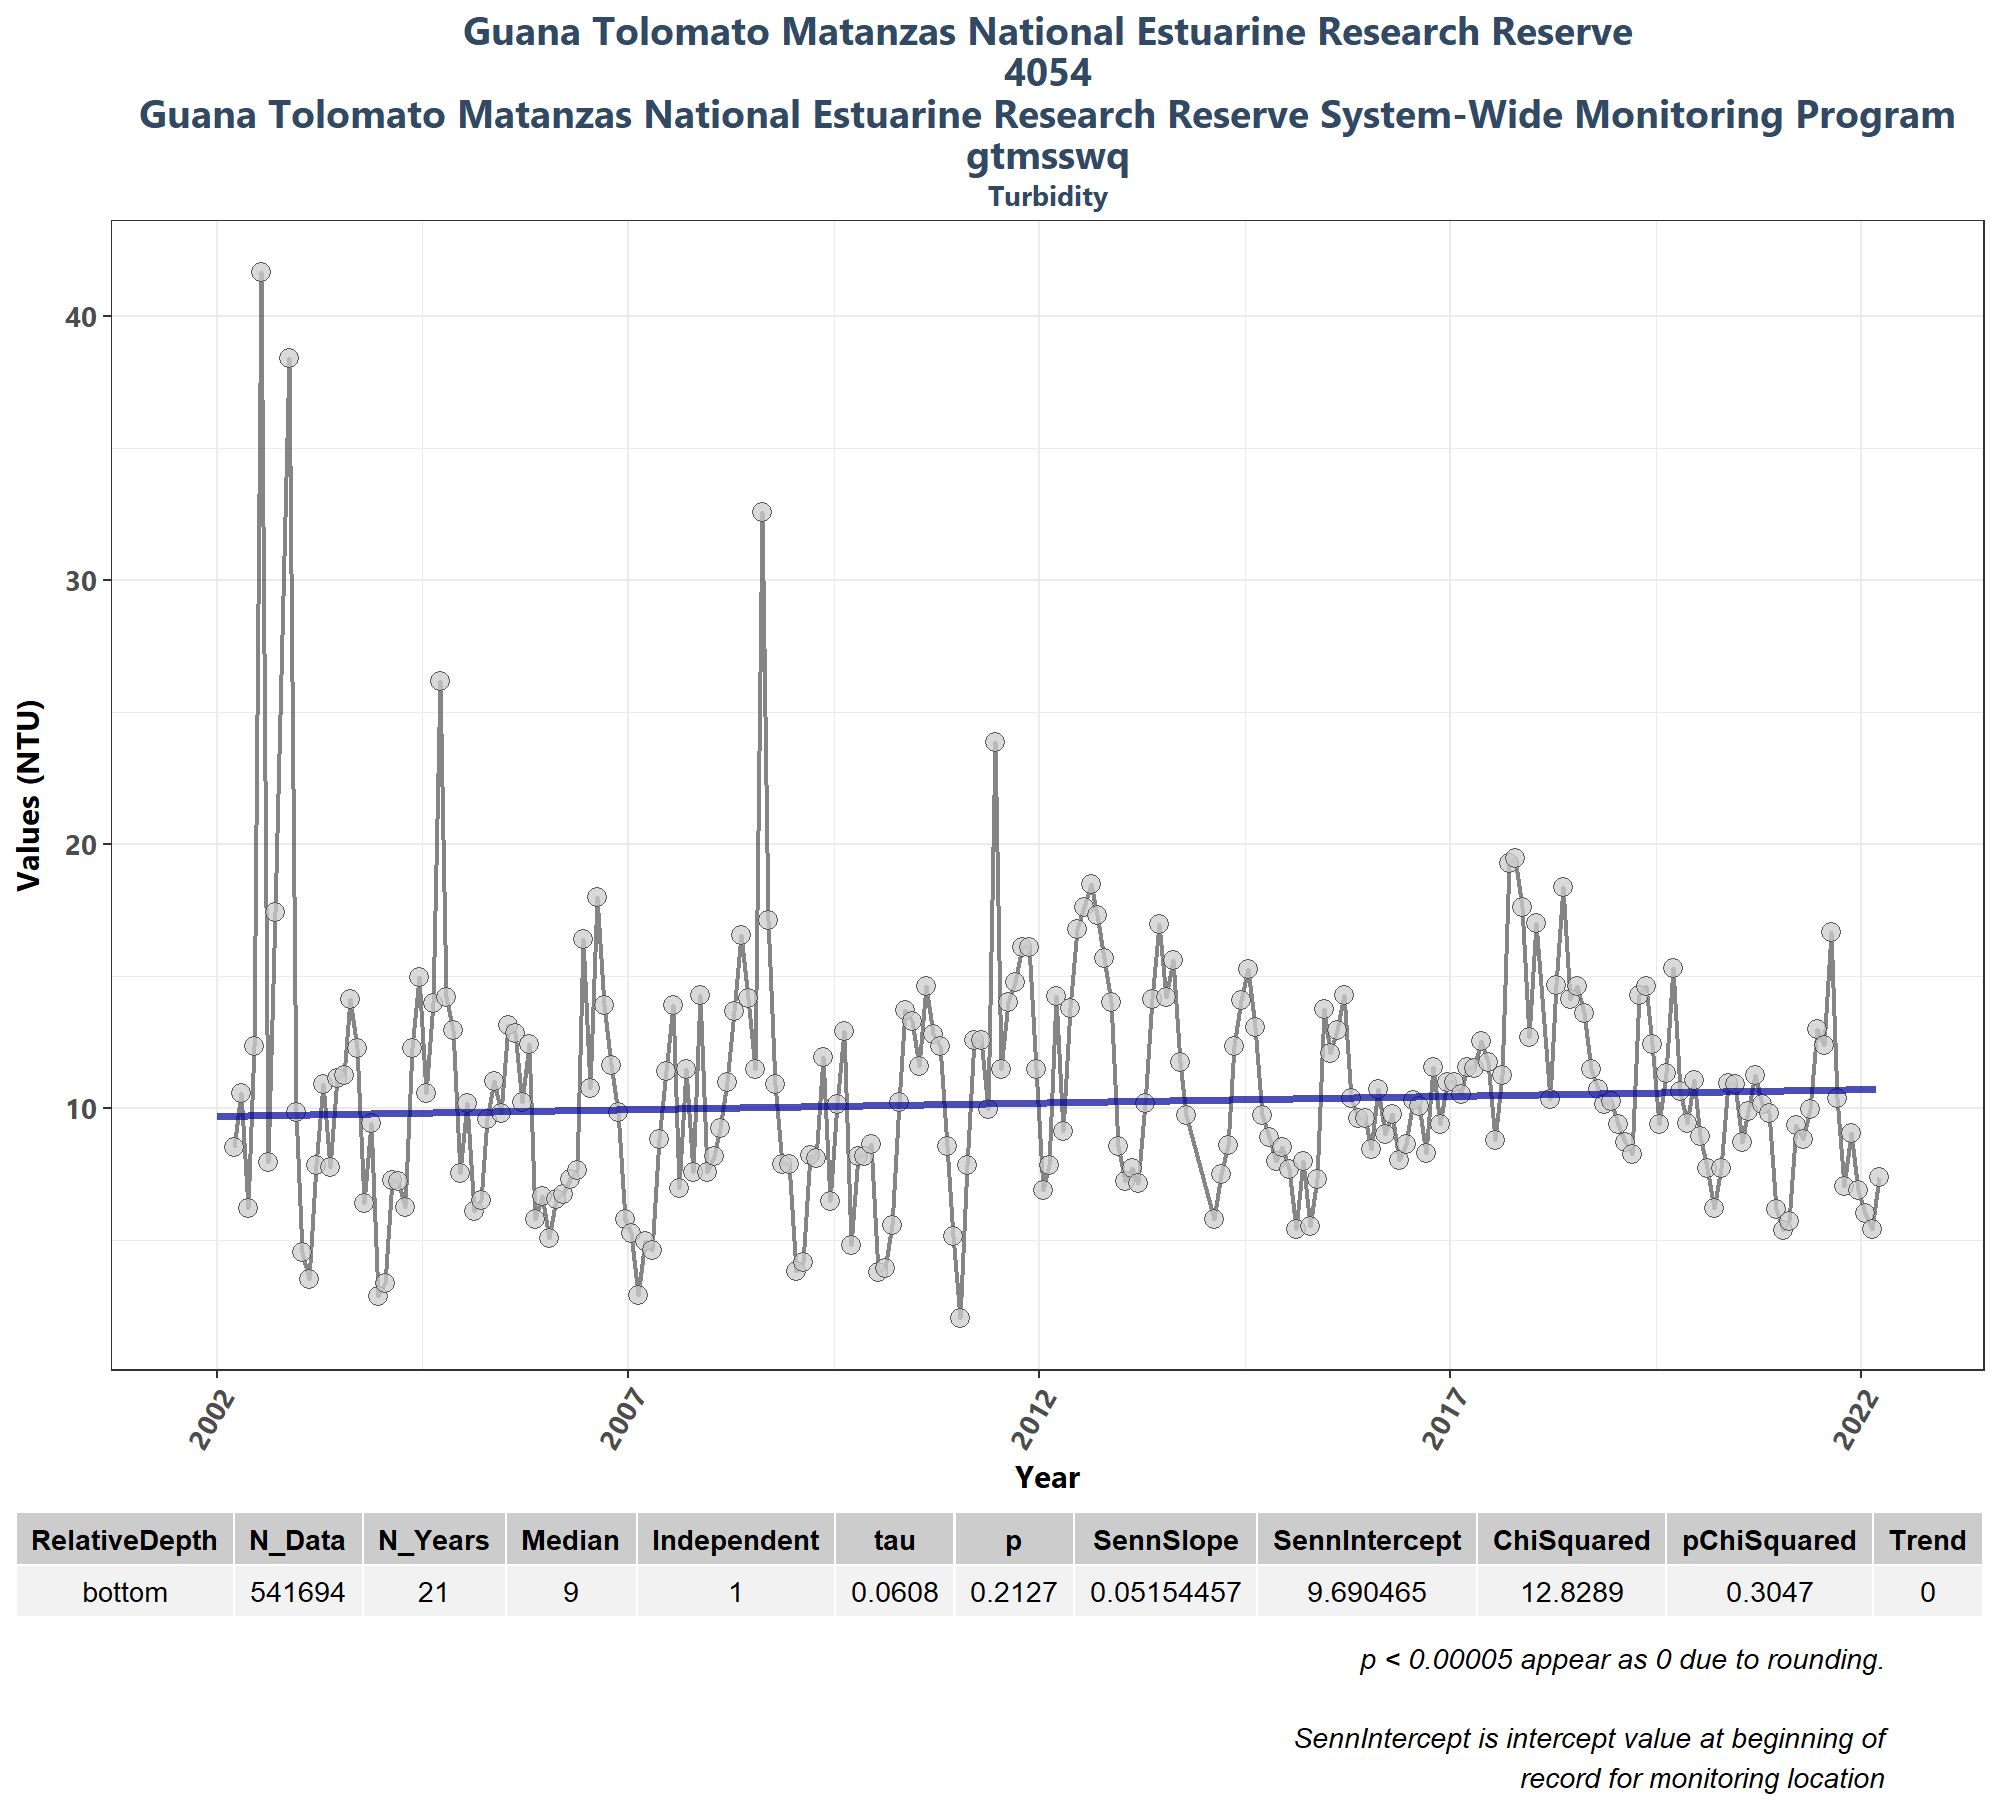 Guana Tolomato Matanzas National Estuarine Research Reserve
4054
Guana Tolomato Matanzas National Estuarine Research Reserve System-Wide Monitoring Program
gtmsswq
Turbidity
Values (NTU)
40
30
20
10
2002 2007 2012 2017 2022
Year
RelativeDepth N_Data N_Years Median Independent tau p SennSlope SennIntercept ChiSquared pChiSquared Trend
bottom 541694 21 9 1 0.0608 0.2127 0.05154457 9.690465 12.8289 0.3047 0
p < 0.00005 appear as 0 due to rounding.
SennIntercept is intercept value at beginning of
record for monitoring location